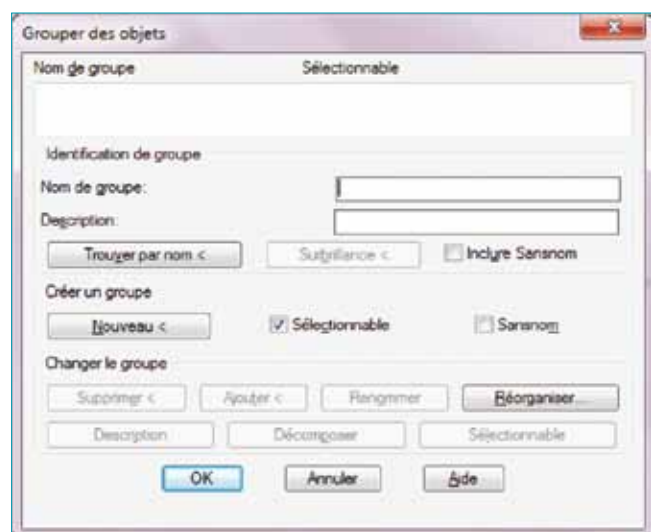 Grouper des objets
Nom de groupe Sélectionnable
Identification de groupe
Nom de groupe:
Description:
Trouver par nom < Surbrillance < Inclure Sansnom
Créer un groupe
Nouveau < Sélectionnable Sansnom
Changer le groupe
Supprimer < Ajouter < Renommer Réorganiser...
Description Décomposer Sélectionnable
OK Annuler Aide